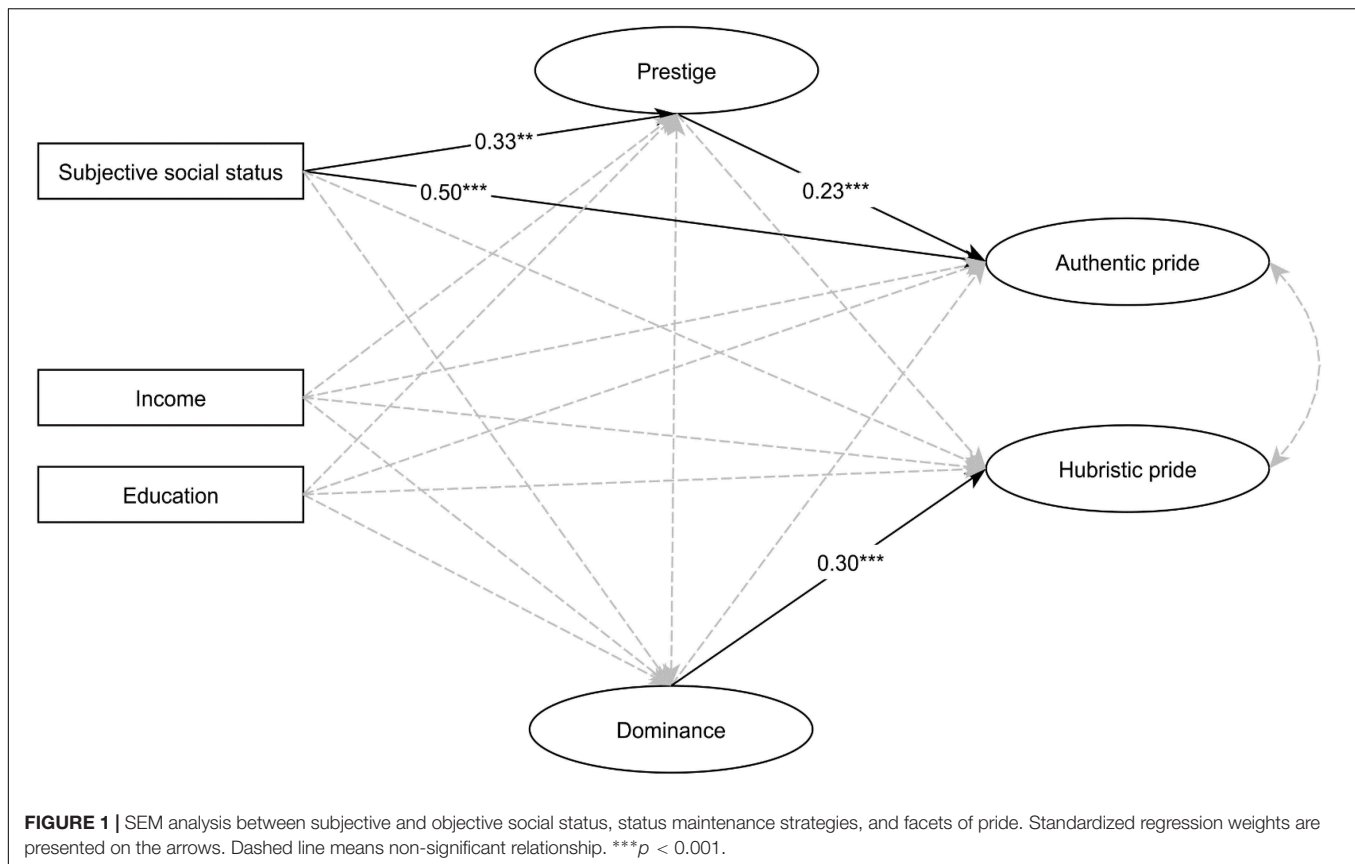 Prestige
0.33**
Subjective social status
0.50***
0.23***
Authentic pride
Income
Hubristic pride
Education
0.30***
Dominance
FIGURE 1 | SEM analysis between subjective and objective social status, status maintenance strategies, and facets of pride. Standardized regression weights are
presented on the arrows. Dashed line means non-significant relationship. ***p < 0.001.